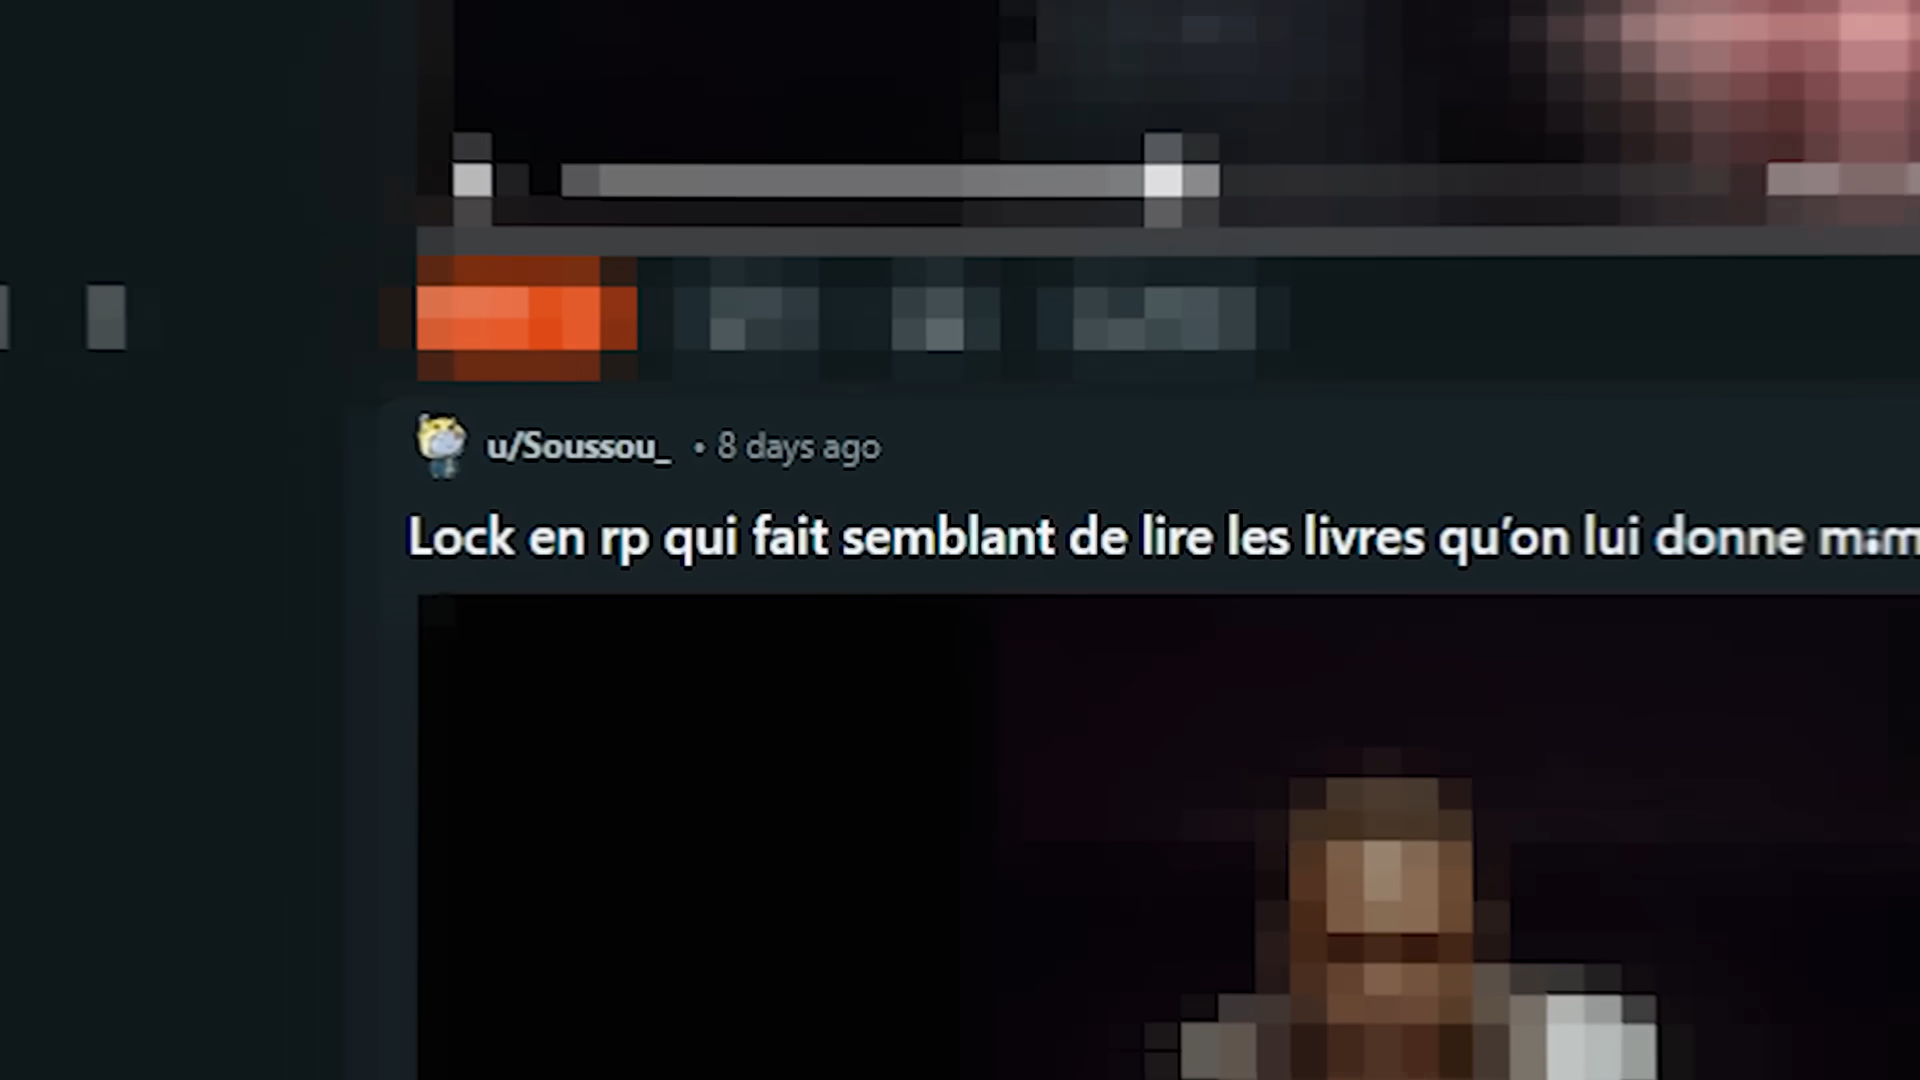 u/Soussou_ • 8 days ago
Lock en rp qui fait semblant de lire les livres qu’on lui donne